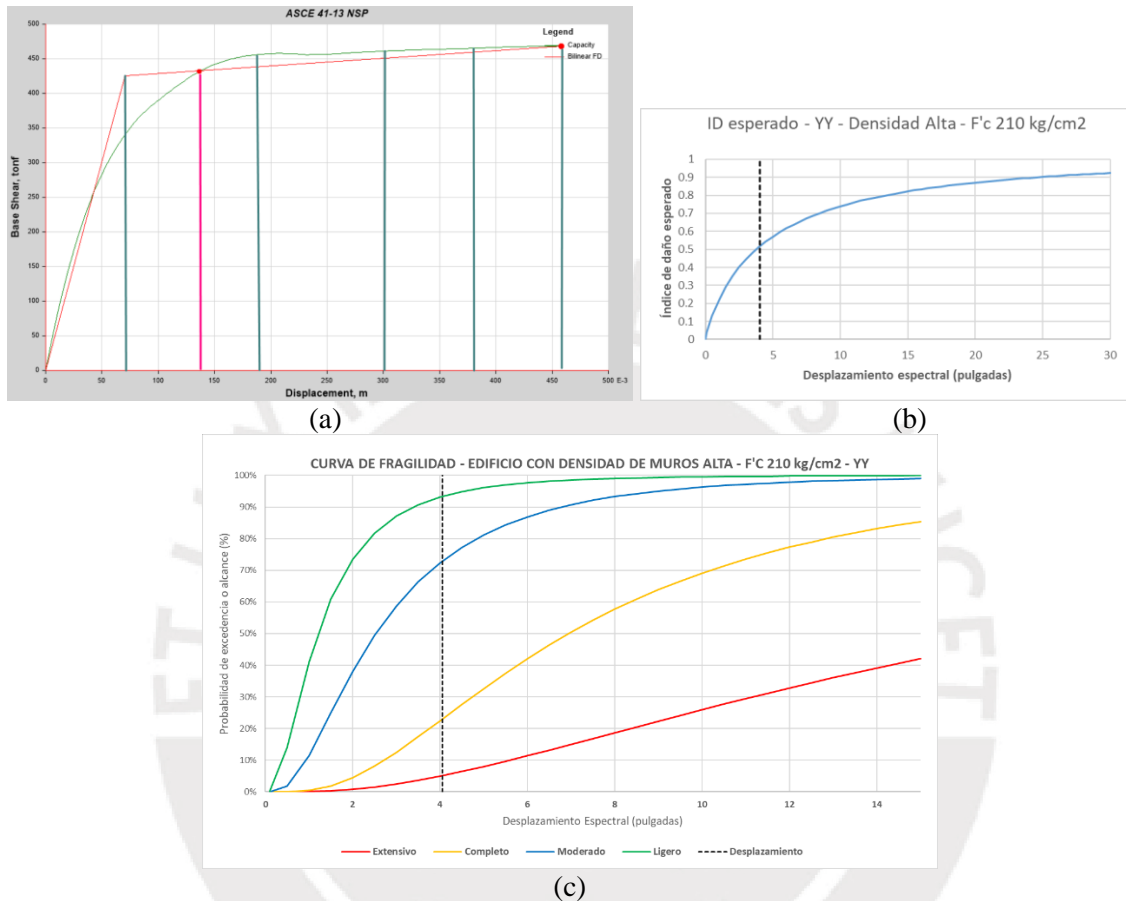 ASCE 41-13 NSP
Legend
Capacity
Bilinear FD
Base Shear, tonf
500
450
400
350
300
250
200
150
100
50
0
0 50 100 150 200 250 300 350 400 450 500 E-3
Displacement, m
(a)
ID esperado - YY - Densidad Alta - F'c 210 kg/cm2
Índice de daño esperado
1
0.9
0.8
0.7
0.6
0.5
0.4
0.3
0.2
0.1
0
0 5 10 15 20 25 30
Desplazamiento espectral (pulgadas)
(b)
CURVA DE FRAGILIDAD - EDIFICIO CON DENSIDAD DE MUROS ALTA - F'C 210 kg/cm2 - YY
Probabilidad de excedencia o alcance (%)
100%
90%
80%
70%
60%
50%
40%
30%
20%
10%
0%
0 2 4 6 8 10 12 14
Desplazamiento Espectral (pulgadas)
Extensivo Completo Moderado Ligero Desplazamiento
(c)